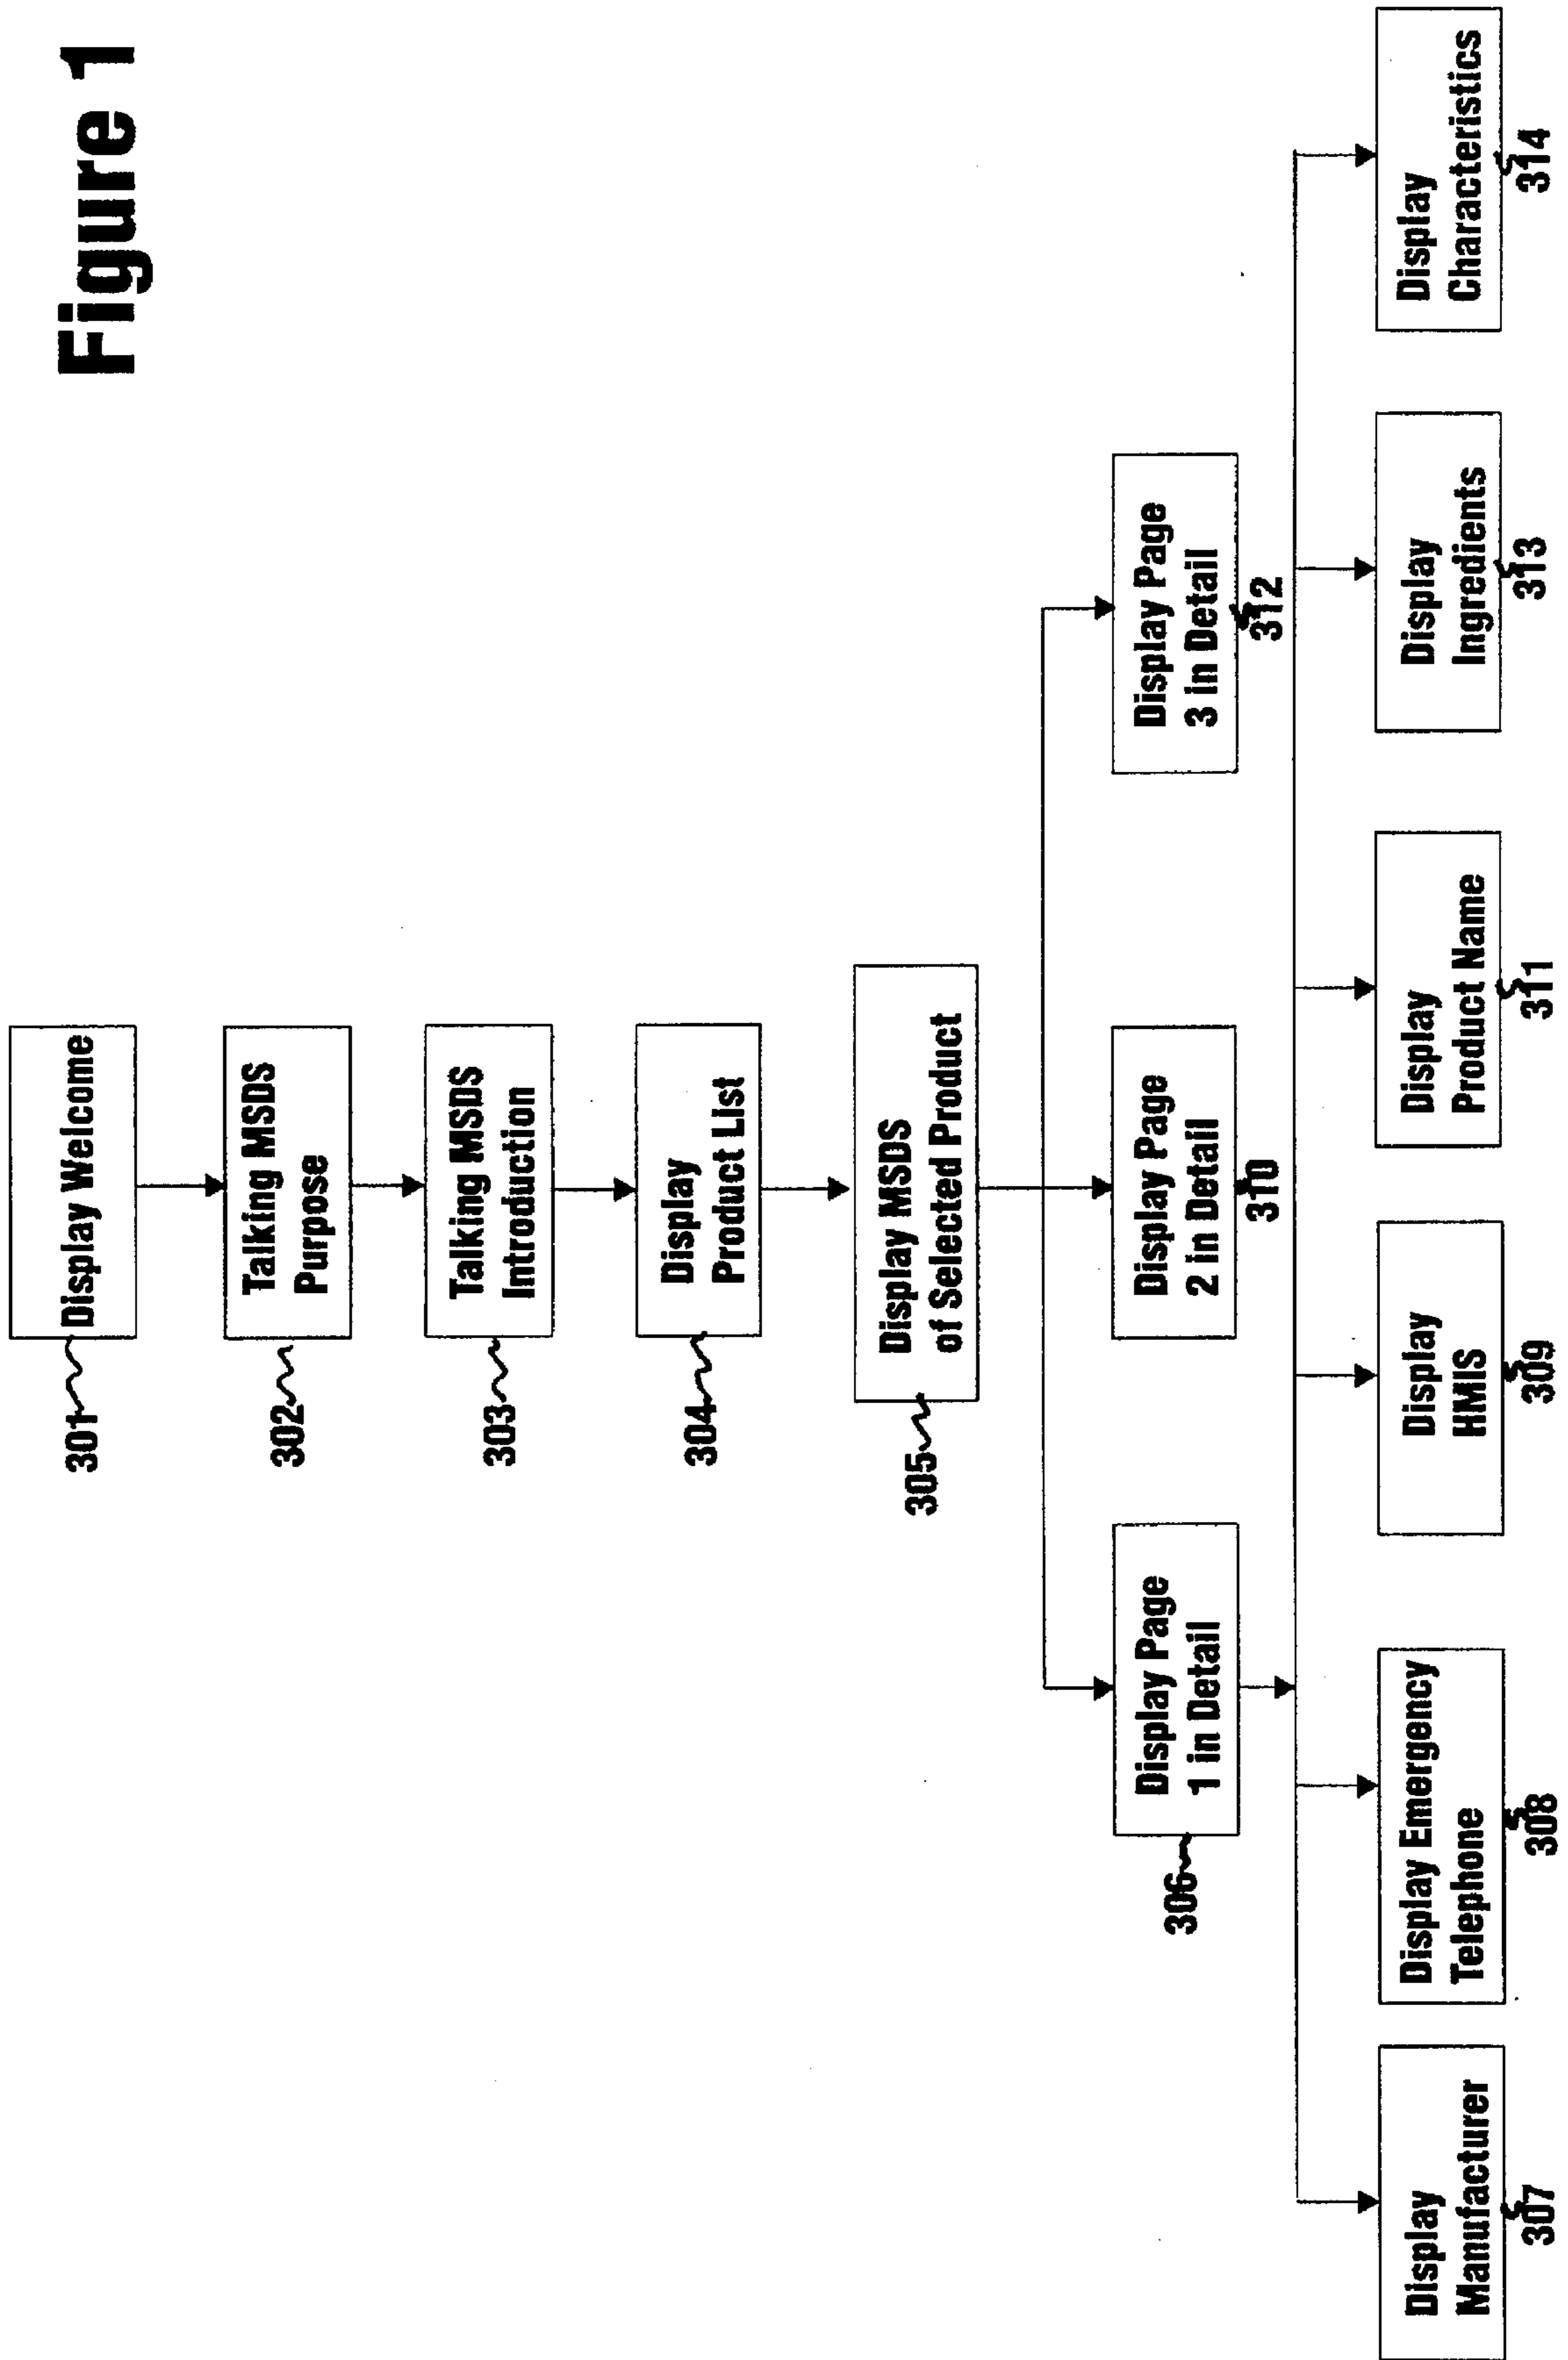 Figure 1
Display Welcome
301
Talking MSDS
Purpose
302
Talking MSDS
Introduction
303
Display
Product List
304
Display MSDS
of Selected Product
305
Display Page
1 in Detail
306
Display Page
2 in Detail
310
Display Page
3 in Detail
312
Display
Manufacturer
307
Display Emergency
Telephone
308
Display
HMIS
309
Display
Product Name
311
Display
Ingredients
313
Display
Characteristics
314